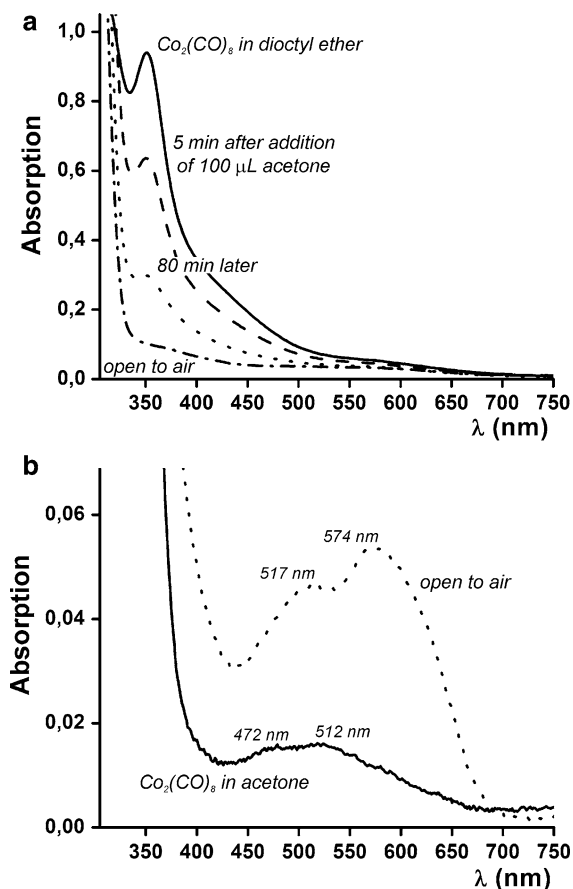 a
Co₂(CO)₈ in dioctyl ether
5 min after addition
of 100 μL acetone
80 min later
open to air
Absorption
1,0
0,8
0,6
0,4
0,2
0,0
350 400 450 500 550 600 650 700 750
λ (nm)
b
574 nm
517 nm
open to air
472 nm 512 nm
Co₂(CO)₈ in acetone
Absorption
0,06
0,04
0,02
0,00
350 400 450 500 550 600 650 700 750
λ (nm)